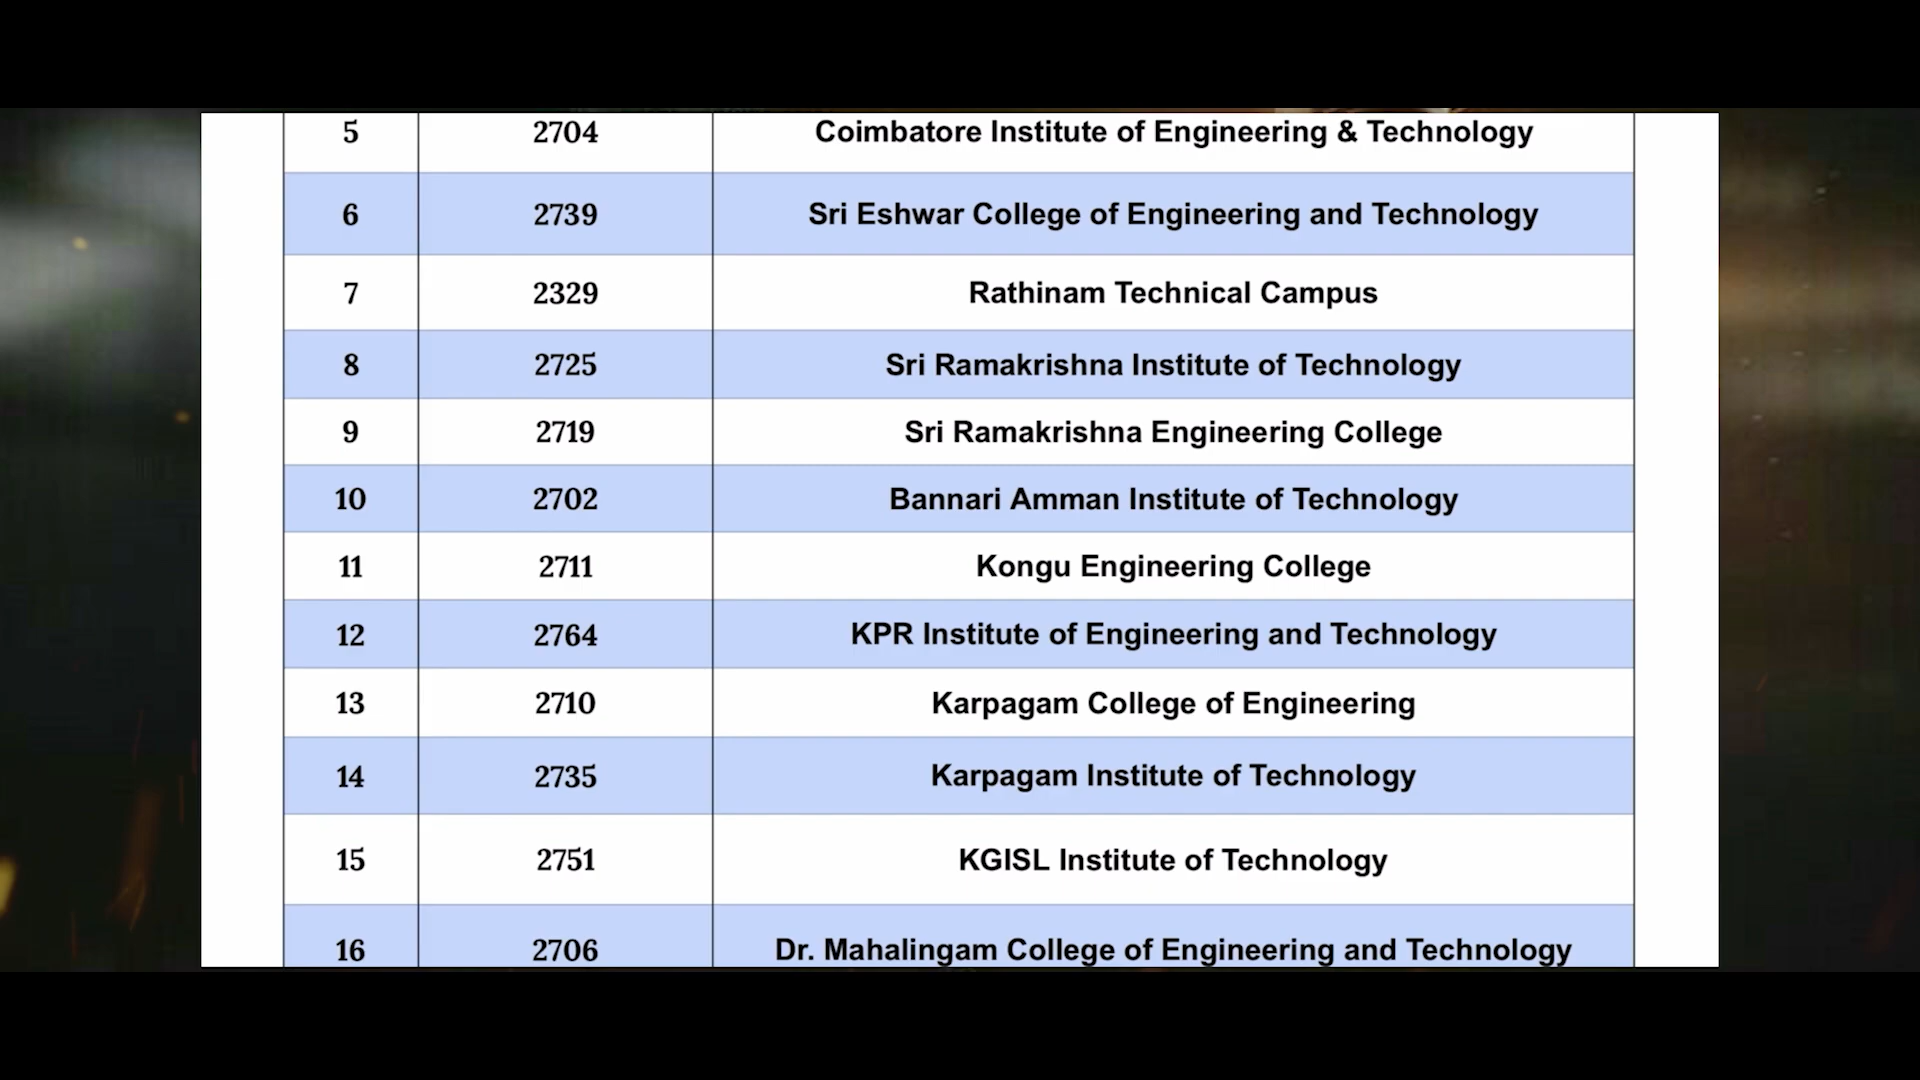 5 2704 Coimbatore Institute of Engineering & Technology
6 2739 Sri Eshwar College of Engineering and Technology
7 2329 Rathinam Technical Campus
8 2725 Sri Ramakrishna Institute of Technology
9 2719 Sri Ramakrishna Engineering College
10 2702 Bannari Amman Institute of Technology
11 2711 Kongu Engineering College
12 2764 KPR Institute of Engineering and Technology
13 2710 Karpagam College of Engineering
14 2735 Karpagam Institute of Technology
15 2751 KGISL Institute of Technology
16 2706 Dr. Mahalingam College of Engineering and Technology